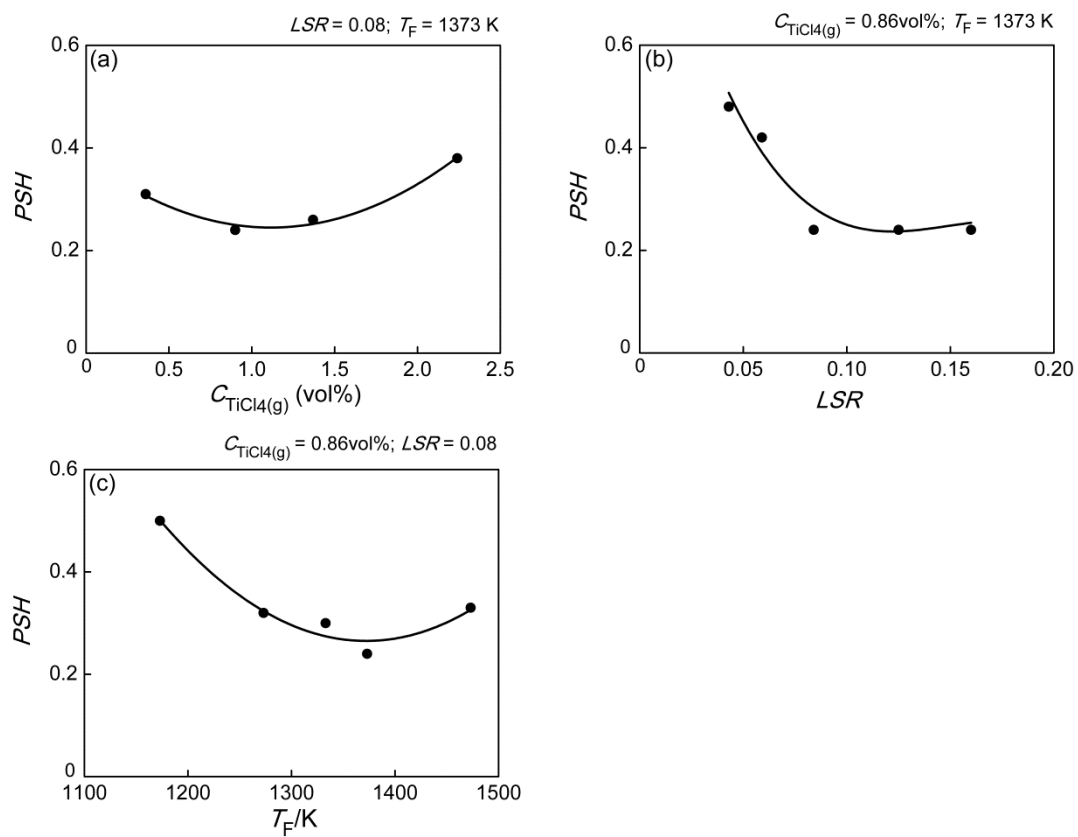 LSR = 0.08; TF = 1373 K
(a)
0.6
0.4
0.2
0
PSH
0 0.5 1.0 1.5 2.0 2.5
CTiCl4(g) (vol%)
CTiCl4(g) = 0.86vol%; TF = 1373 K
(b)
0.6
0.4
0.2
0
PSH
0 0.05 0.10 0.15 0.20
LSR
CTiCl4(g) = 0.86vol%; LSR = 0.08
(c)
0.6
0.4
0.2
0
PSH
1100 1200 1300 1400 1500
TF/K